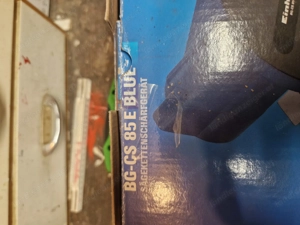 BG-CS 85 E BLUE
SÄGEKETTENSCHÄRFGERÄT